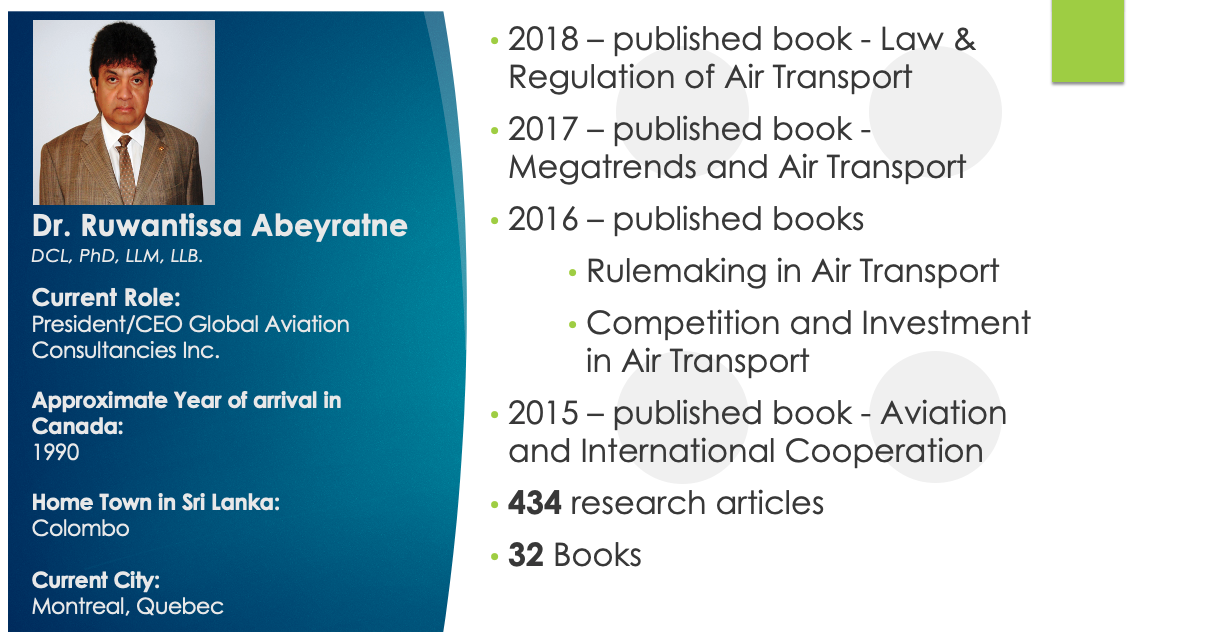 Dr. Ruwantissa Abeyratne
DCL, PhD, LLM, LLB.
Current Role:
President/CEO Global Aviation
Consultancies Inc.
Approximate Year of arrival in
Canada:
1990
Home Town in Sri Lanka:
Colombo
Current City:
Montreal, Quebec
• 2018 – published book - Law &
Regulation of Air Transport
• 2017 – published book -
Megatrends and Air Transport
• 2016 – published books
• Rulemaking in Air Transport
• Competition and Investment
in Air Transport
• 2015 – published book - Aviation
and International Cooperation
• 434 research articles
• 32 Books